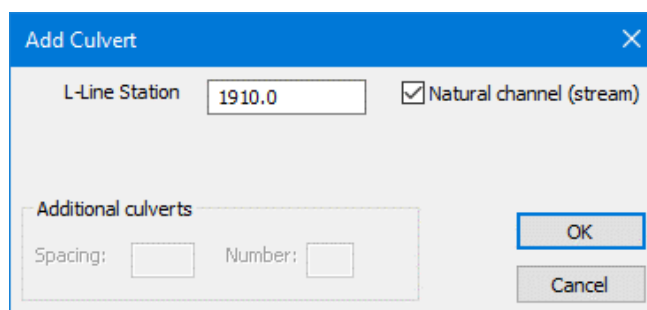 Add Culvert
L-Line Station 1910.0 Natural channel (stream)
Additional culverts
Spacing: Number:
OK
Cancel